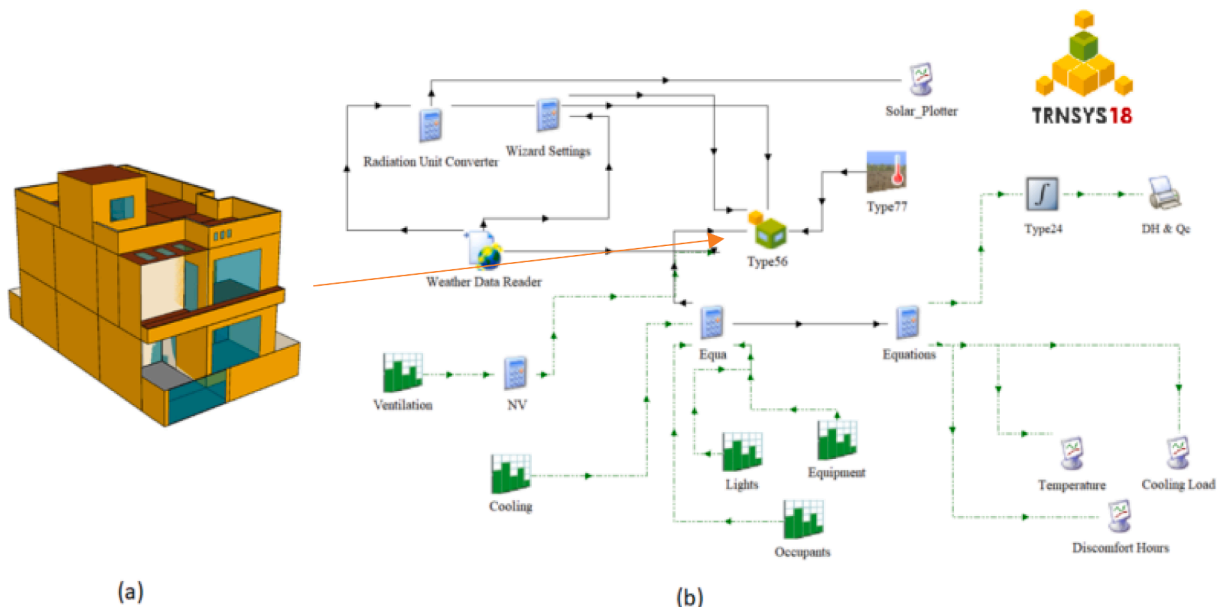 TRNSYS18
Solar_Plotter
Radiation Unit Converter
Wizard Settings
Type77
Type24
DH & Qc
Type56
Weather Data Reader
Equa
Equations
Ventilation
NV
Cooling
Lights
Equipment
Temperature
Cooling Load
Occupants
Discomfort Hours
(a)
(b)